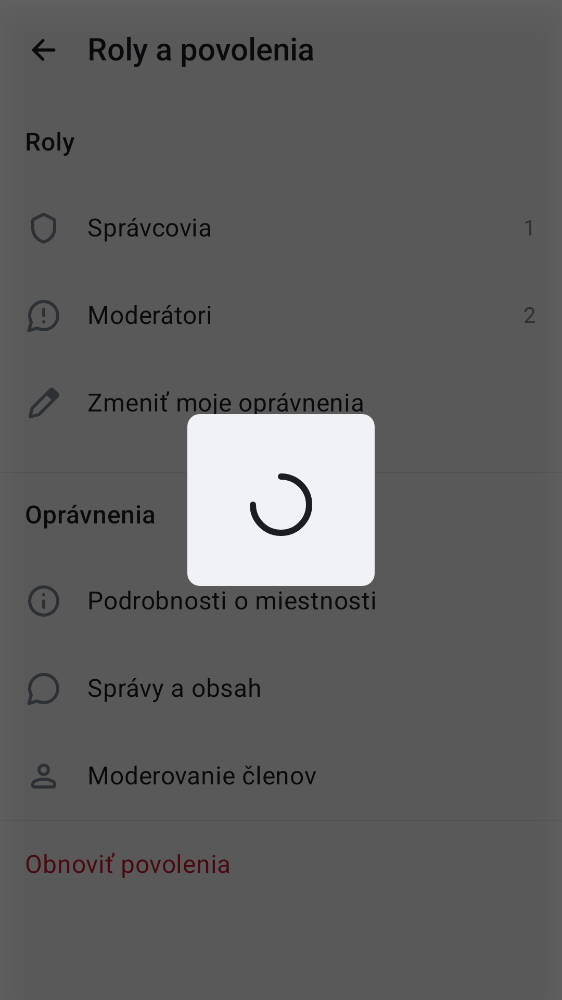 Roly a povolenia
Roly
Správcovia 1
Moderátori 2
Zmeniť moje oprávnenia
Oprávnenia
Podrobnosti o miestnosti
Správy a obsah
Moderovanie členov
Obnoviť povolenia